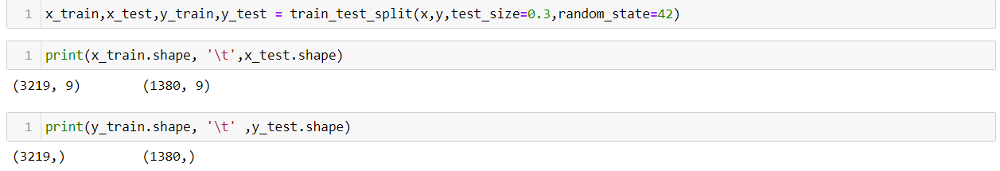 1 x_train,x_test,y_train,y_test = train_test_split(x,y,test_size=0.3,random_state=42)
1 print(x_train.shape, '\t',x_test.shape)
(3219, 9)	(1380, 9)
1 print(y_train.shape, '\t' ,y_test.shape)
(3219,)	(1380,)